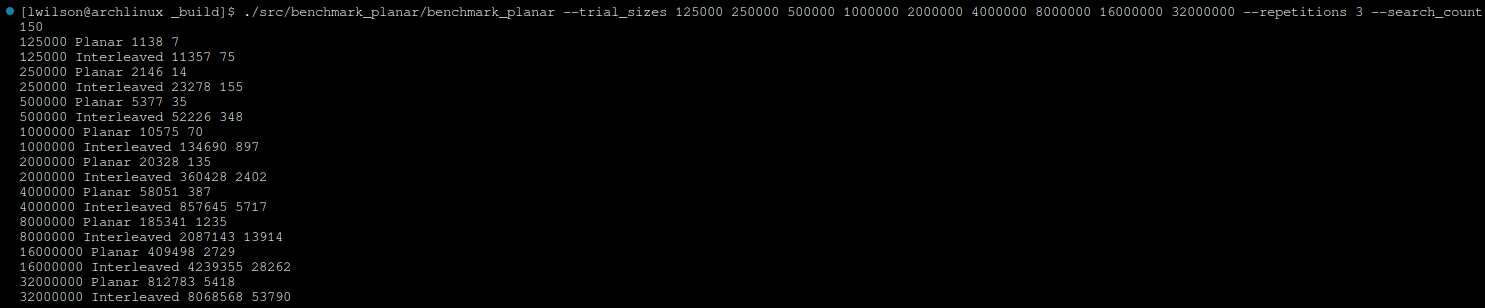 [lwilson@archlinux _build]$ ./src/benchmark_planar/benchmark_planar --trial_sizes 125000 250000 500000 1000000 2000000 4000000 8000000 16000000 32000000 --repetitions 3 --search_count
150
125000 Planar 1138 7
125000 Interleaved 11357 75
250000 Planar 2146 14
250000 Interleaved 23278 155
500000 Planar 5377 35
500000 Interleaved 52226 348
1000000 Planar 10575 70
1000000 Interleaved 134690 897
2000000 Planar 20328 135
2000000 Interleaved 360428 2402
4000000 Planar 58051 387
4000000 Interleaved 857645 5717
8000000 Planar 185341 1235
8000000 Interleaved 2087143 13914
16000000 Planar 409498 2729
16000000 Interleaved 4239355 28262
32000000 Planar 812783 5418
32000000 Interleaved 8068568 53790